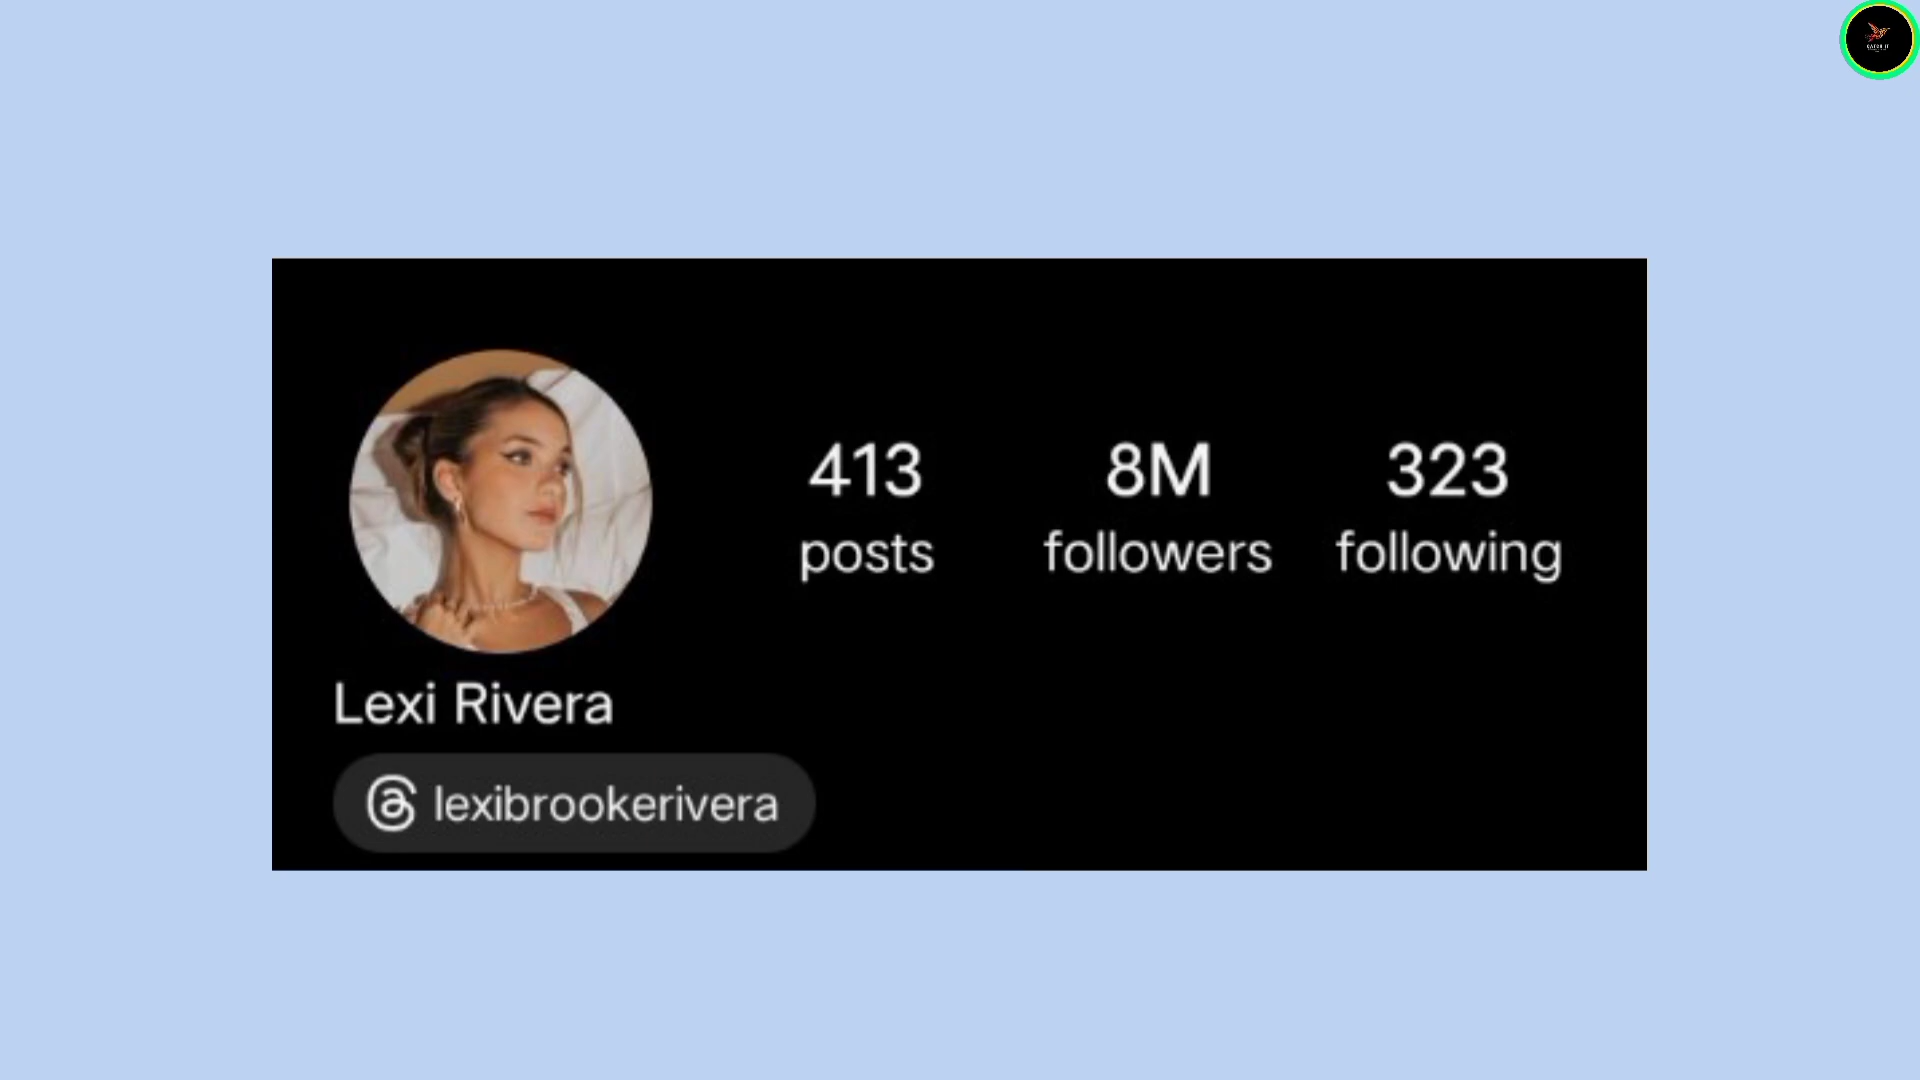 413 8M 323
posts followers following
Lexi Rivera
lexibrookerivera